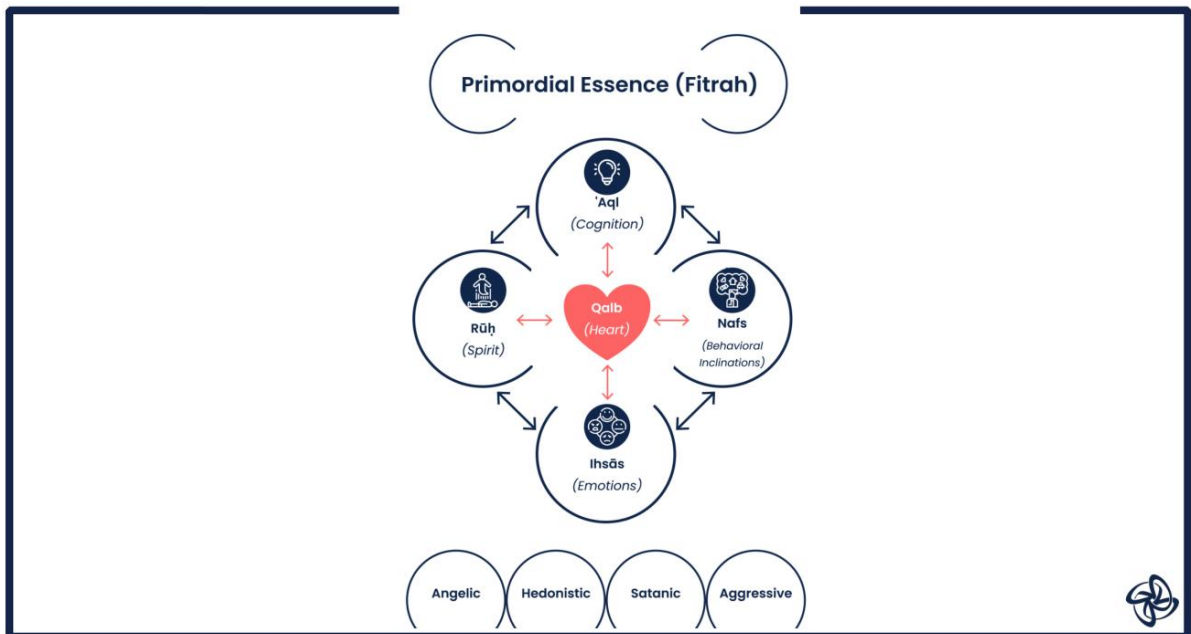 Primordial Essence (Fitrah)
'Aql
(Cognition)
Rūḥ
(Spirit)
Qalb
(Heart)
Nafs
(Behavioral
Inclinations)
Ihsās
(Emotions)
Angelic
Hedonistic
Satanic
Aggressive